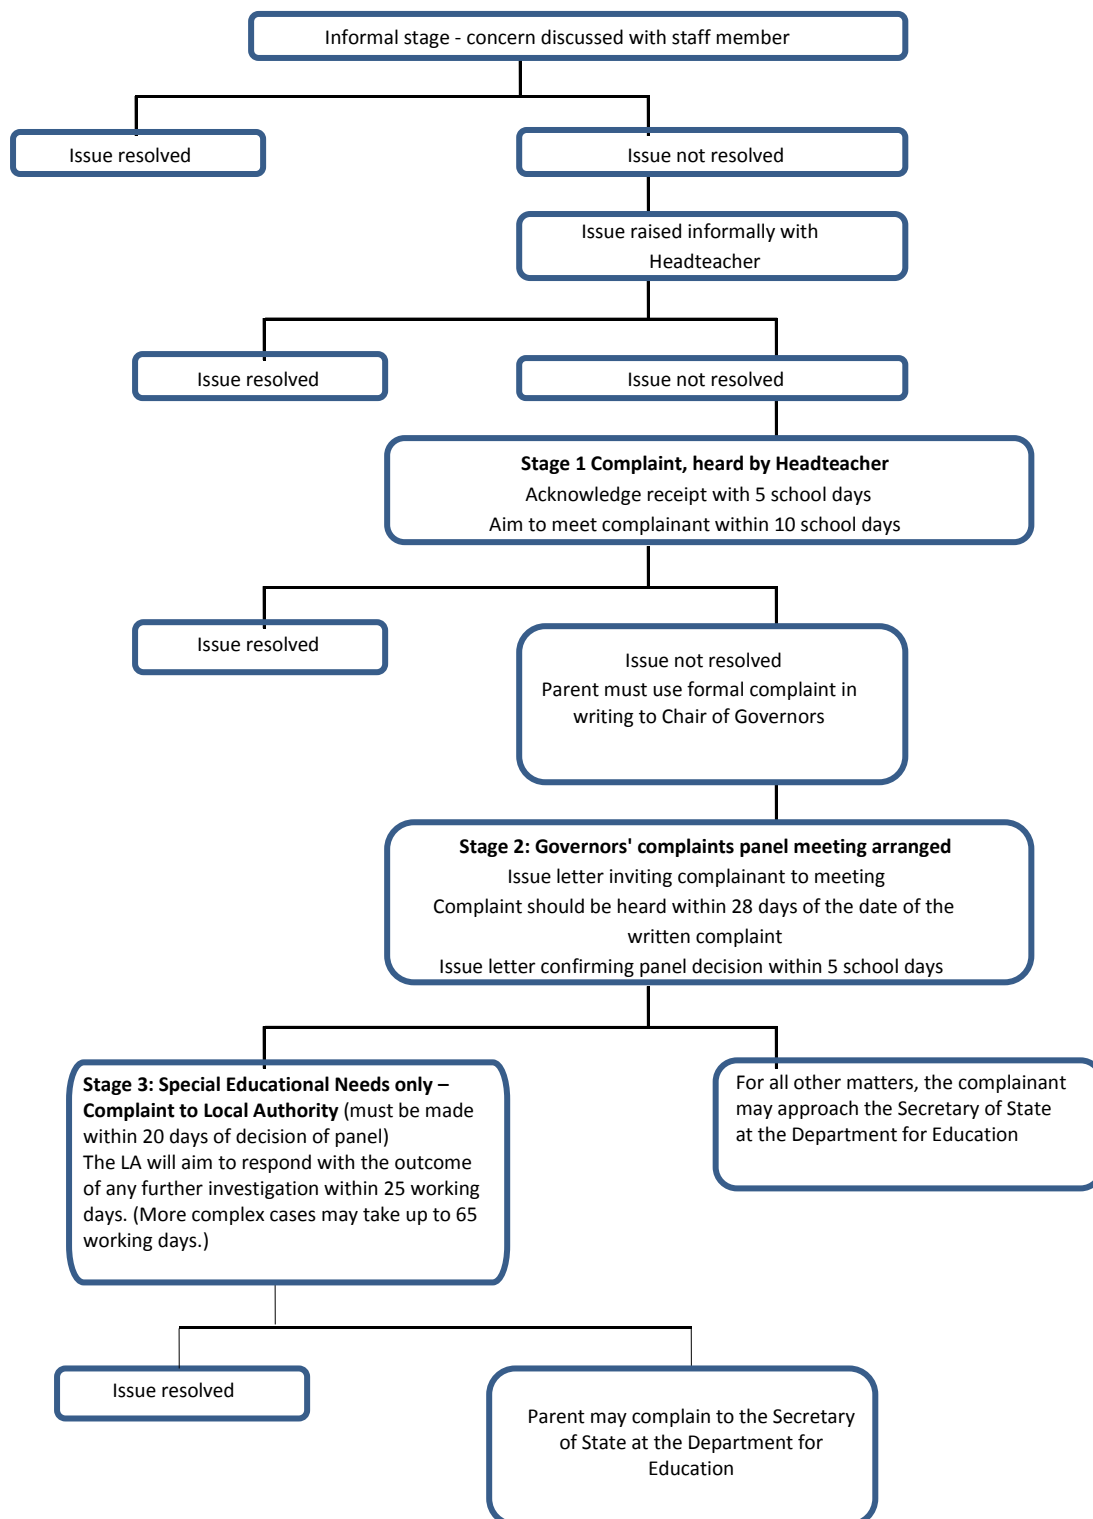 Informal stage - concern discussed with staff member
Issue resolved
Issue not resolved
Issue raised informally with
Headteacher
Issue resolved
Issue not resolved
Stage 1 Complaint, heard by Headteacher
Acknowledge receipt with 5 school days
Aim to meet complainant within 10 school days
Issue resolved
Issue not resolved
Parent must use formal complaint in
writing to Chair of Governors
Stage 2: Governors' complaints panel meeting arranged
Issue letter inviting complainant to meeting
Complaint should be heard within 28 days of the date of the
written complaint
Issue letter confirming panel decision within 5 school days
Stage 3: Special Educational Needs only –
Complaint to Local Authority (must be made
within 20 days of decision of panel)
The LA will aim to respond with the outcome
of any further investigation within 25 working
days. (More complex cases may take up to 65
working days.)
For all other matters, the complainant
may approach the Secretary of State
at the Department for Education
Issue resolved
Parent may complain to the Secretary
of State at the Department for
Education